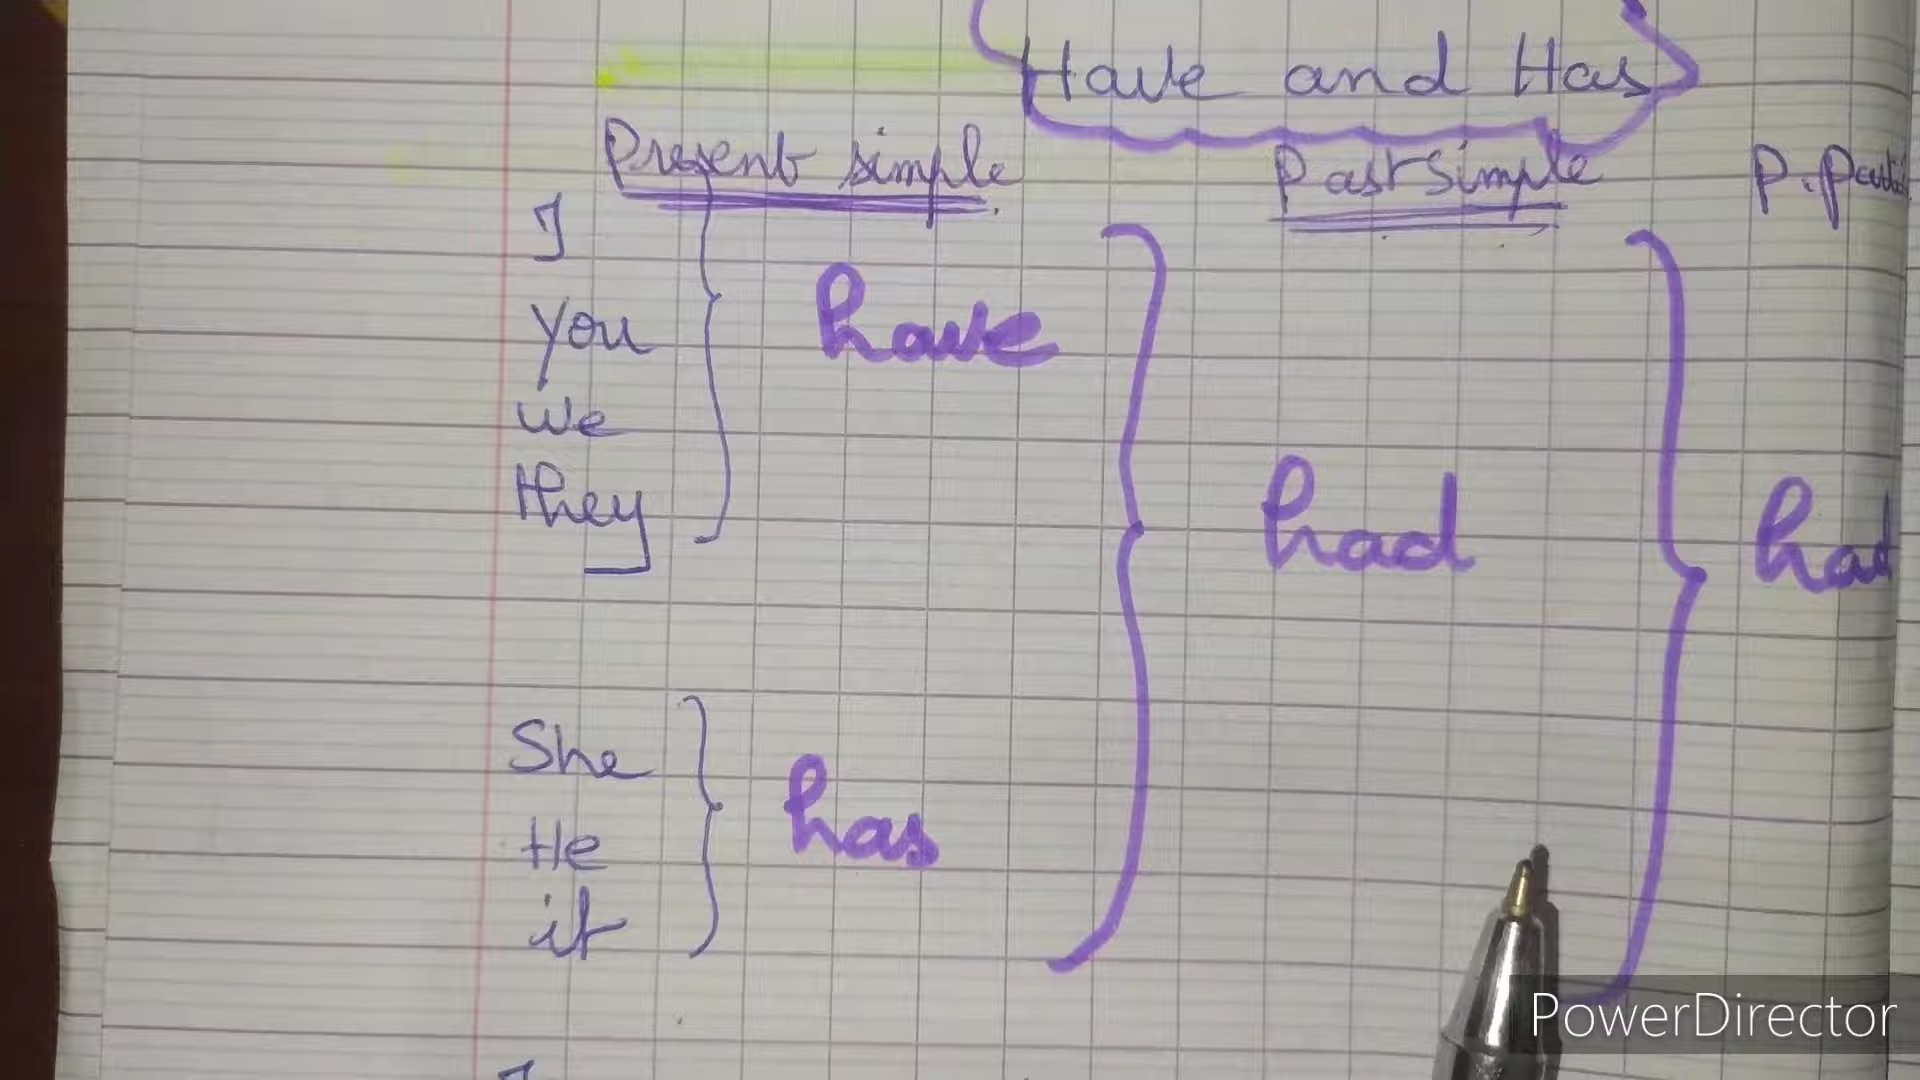 Have and Has
Present simple
Past simple
P.
I
you
we
they
have
had
had
She
He
it
has
PowerDirector